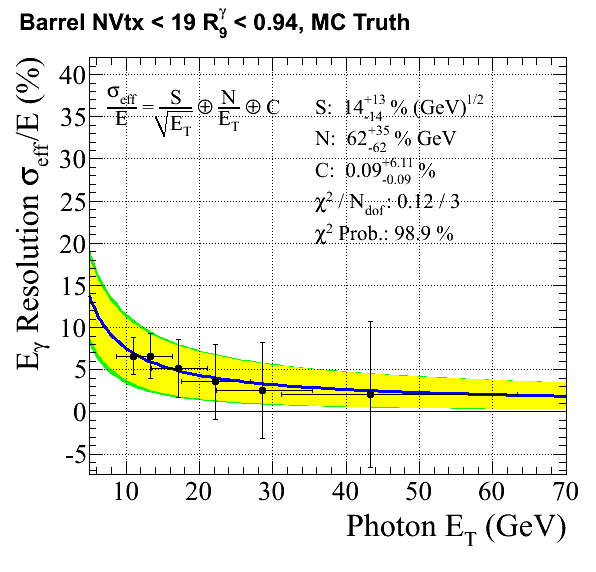 Barrel NVtx < 19 R₉^γ < 0.94, MC Truth
E_γ Resolution σ_eff/E (%)
σ_eff/E = S/√E_T ⊕ N/E_T ⊕ C
S: 14 +13 -14 % (GeV)^1/2
N: 62 +35 -62 % GeV
C: 0.09 +6.11 -0.09 %
χ² / N_dof: 0.12 / 3
χ² Prob.: 98.9 %
40
35
30
25
20
15
10
5
0
-5
10 20 30 40 50 60 70
Photon E_T (GeV)